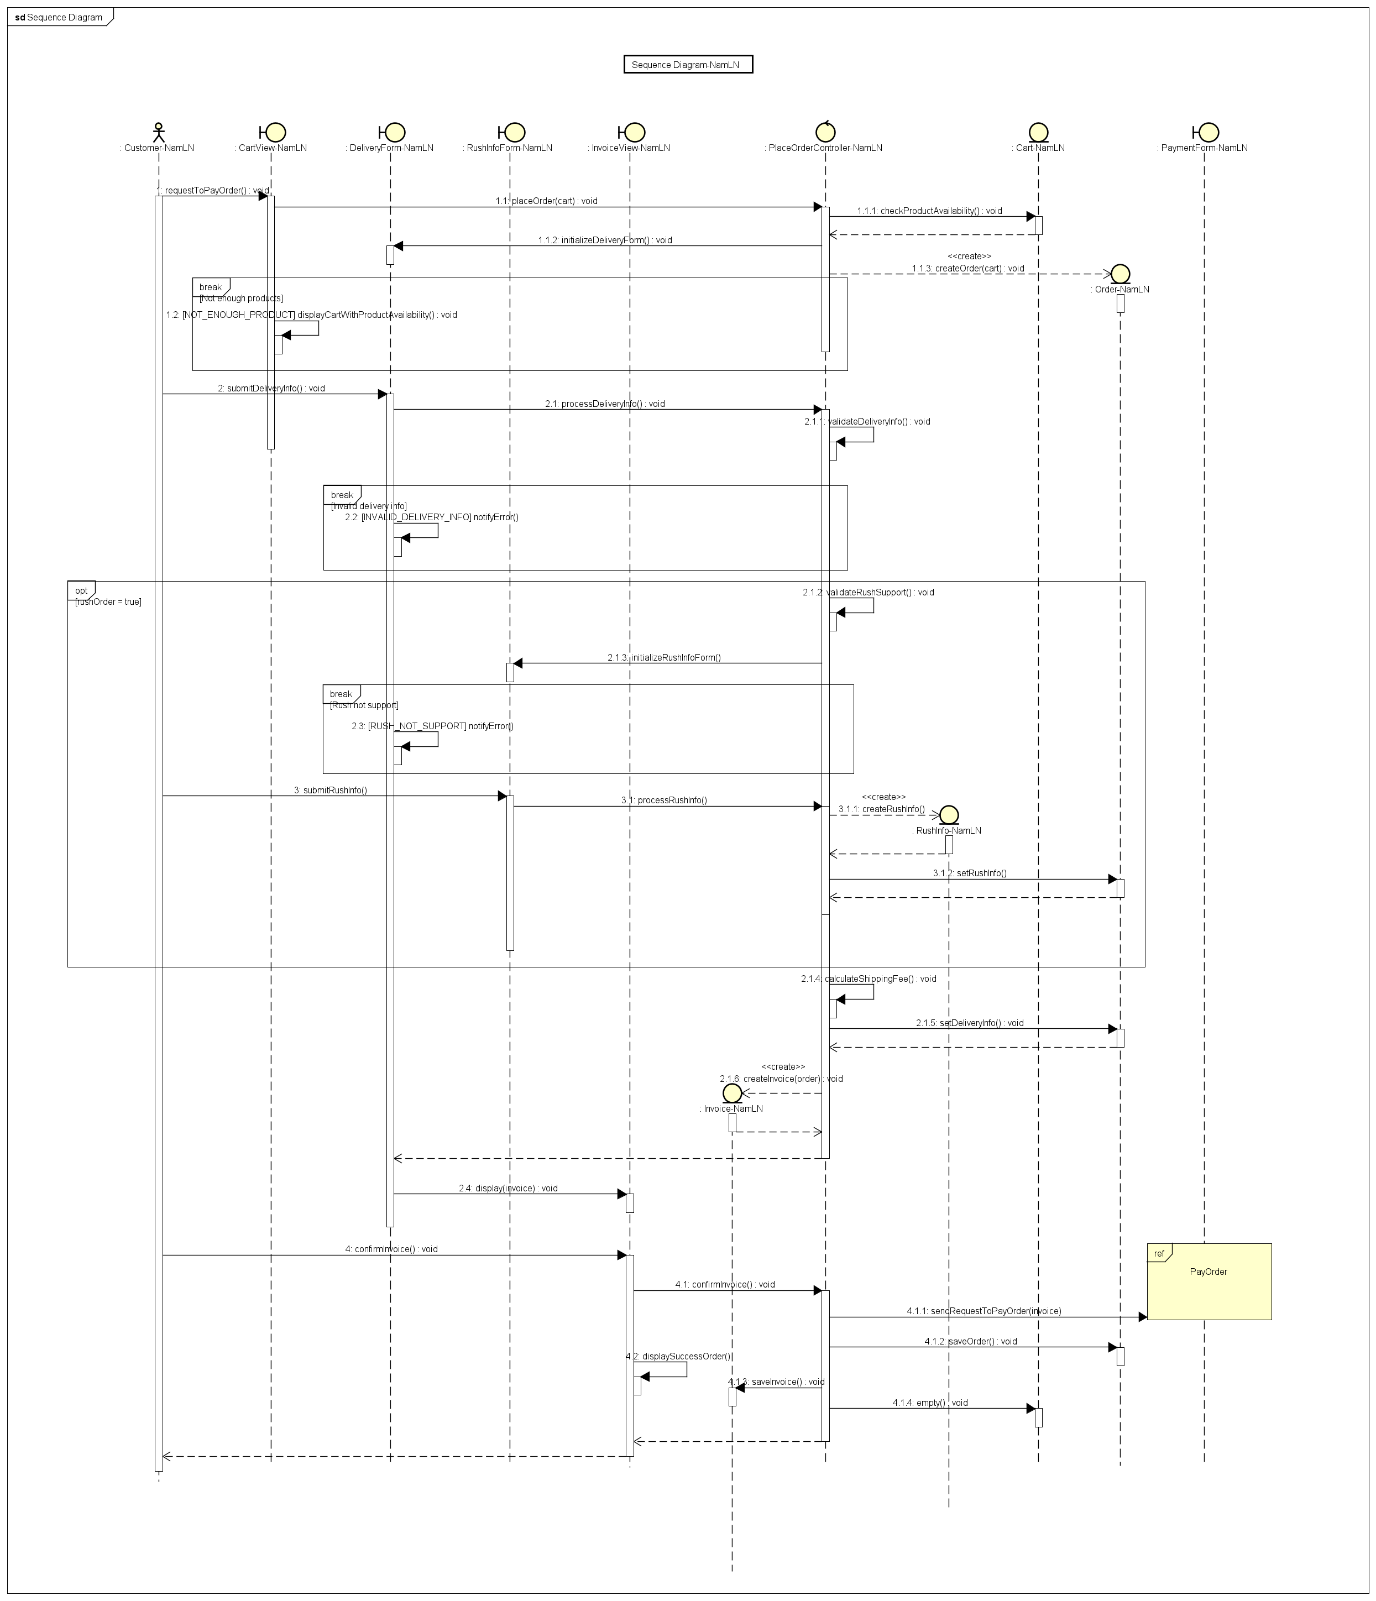 sd Sequence Diagram
Sequence Diagram-NamLN
: Customer-NamLN
: CartView-NamLN
: DeliveryForm-NamLN
: RushInfoForm-NamLN
: InvoiceView-NamLN
: PlaceOrderController-NamLN
: Cart-NamLN
: PaymentForm-NamLN
1: requestToPayOrder() : void
1.1: placeOrder(cart) : void
1.1.1: checkProductAvailability() : void
1.1.2: initializeDeliveryForm() : void
<<create>>
1.1.3: createOrder(cart) : void
: Order-NamLN
break
[Not enough products]
1.2: [NOT_ENOUGH_PRODUCT] displayCartWithProductAvailability() : void
2: submitDeliveryInfo() : void
2.1: processDeliveryInfo() : void
2.1.1: validateDeliveryInfo() : void
break
[Invalid delivery info]
2.2: [INVALID_DELIVERY_INFO] notifyError()
opt
[rushOrder = true]
2.1.2: validateRushSupport() : void
2.1.3: initializeRushInfoForm()
break
[Rush not support]
2.3: [RUSH_NOT_SUPPORT] notifyError()
3: submitRushInfo()
3.1: processRushInfo()
<<create>>
3.1.1: createRushInfo()
RushInfo-NamLN
3.1.2: setRushInfo()
2.1.4: calculateShippingFee() : void
2.1.5: setDeliveryInfo() : void
<<create>>
2.1.6: createInvoice(order) : void
: Invoice-NamLN
2.4: display(invoice) : void
4: confirmInvoice() : void
ref
PayOrder
4.1: confirmInvoice() : void
4.1.1: sendRequestToPayOrder(invoice)
4.1.2: saveOrder() : void
4.2: displaySuccessOrder()
4.1.3: saveInvoice() : void
4.1.4: empty() : void